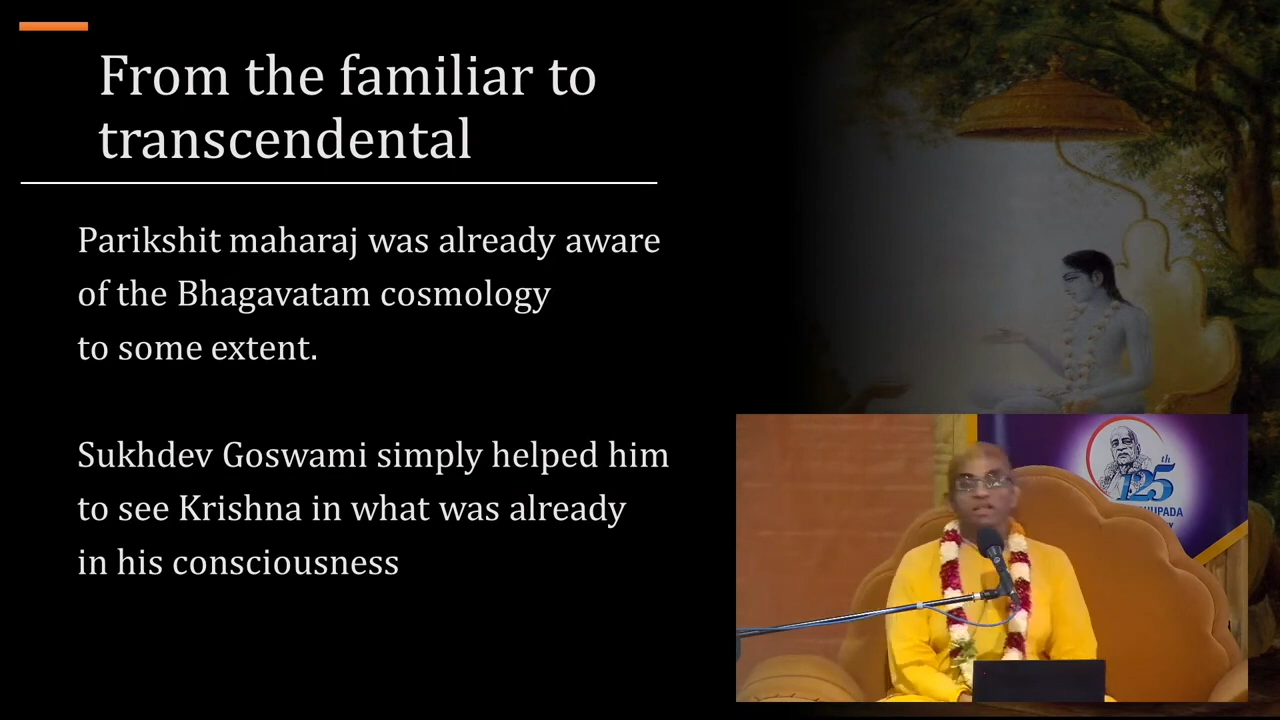 From the familiar to
transcendental
Parikshit maharaj was already aware
of the Bhagavatam cosmology
to some extent.
Sukhdev Goswami simply helped him
to see Krishna in what was already
in his consciousness
125
th